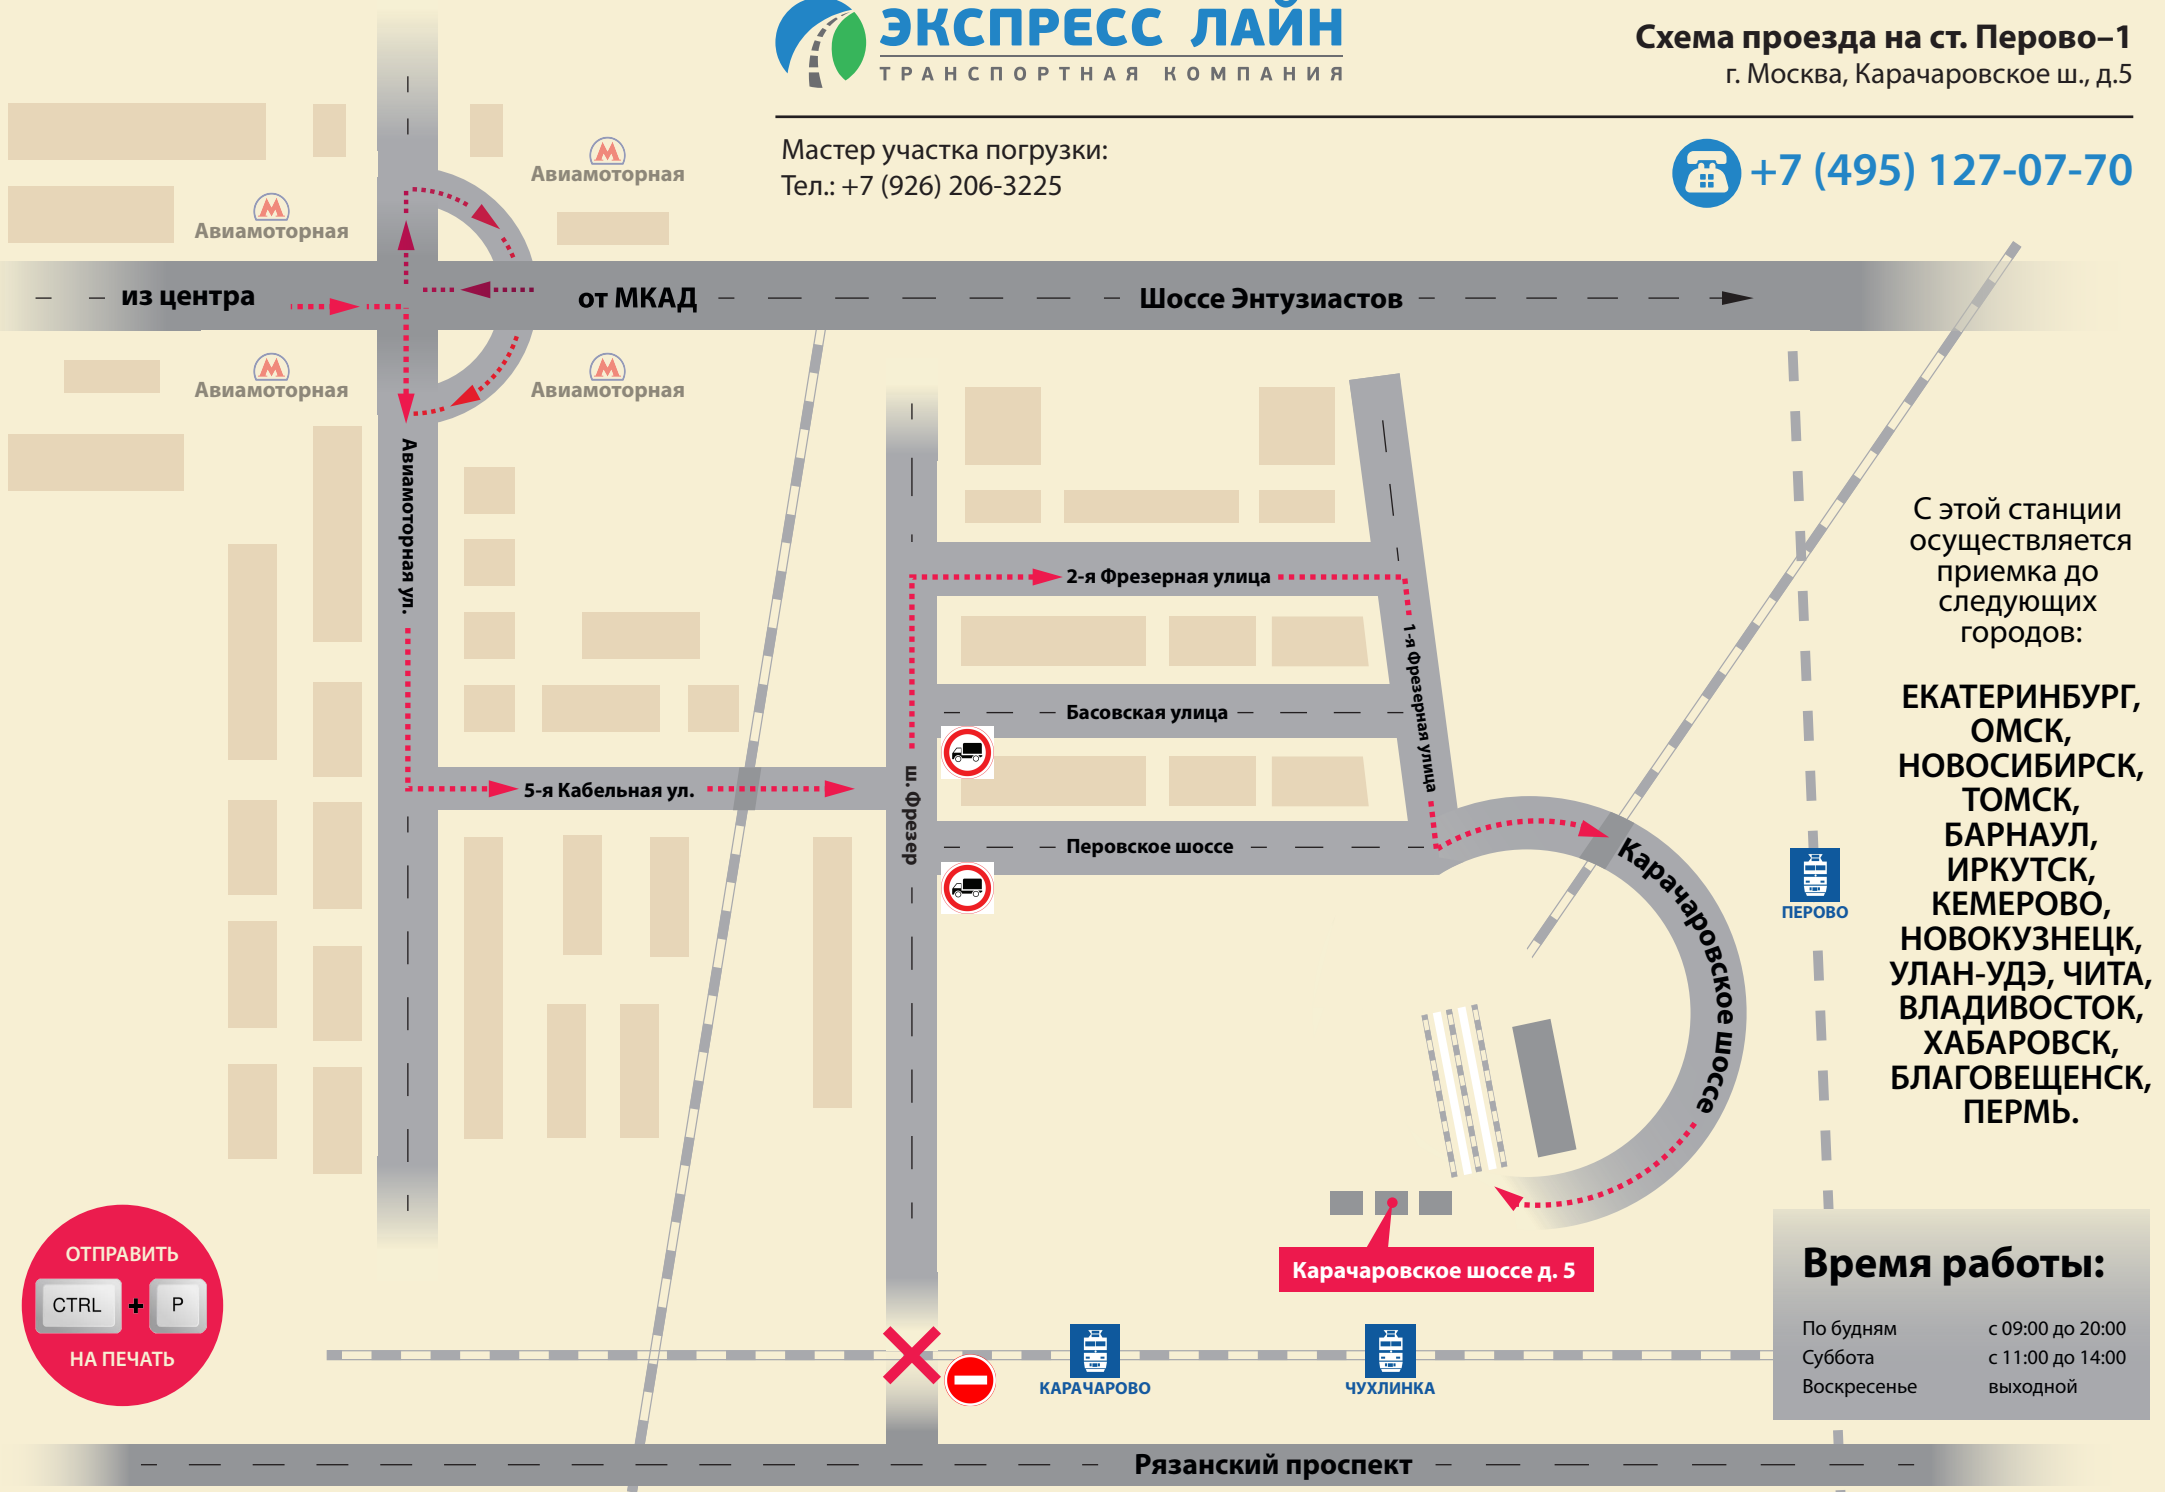 ЭКСПРЕСС ЛАЙН
ТРАНСПОРТНАЯ КОМПАНИЯ
Схема проезда на ст. Перово–1
г. Москва, Карачаровское ш., д.5
Мастер участка погрузки:
Тел.: +7 (926) 206-3225
+7 (495) 127-07-70
Авиамоторная
Авиамоторная
из центра
от МКАД
Шоссе Энтузиастов
Авиамоторная
Авиамоторная
Авиамоторная ул.
2-я Фрезерная улица
1-я Фрезерная улица
Басовская улица
5-я Кабельная ул.
ш. Фрезер
Перовское шоссе
Карачаровское шоссе
ПЕРОВО
С этой станции
осуществляется
приемка до
следующих
городов:
ЕКАТЕРИНБУРГ,
ОМСК,
НОВОСИБИРСК,
ТОМСК,
БАРНАУЛ,
ИРКУТСК,
КЕМЕРОВО,
НОВОКУЗНЕЦК,
УЛАН-УДЭ, ЧИТА,
ВЛАДИВОСТОК,
ХАБАРОВСК,
БЛАГОВЕЩЕНСК,
ПЕРМЬ.
Карачаровское шоссе д. 5
ОТПРАВИТЬ
CTRL + P
НА ПЕЧАТЬ
КАРАЧАРОВО
ЧУХЛИНКА
Время работы:
По будням с 09:00 до 20:00
Суббота с 11:00 до 14:00
Воскресенье выходной
Рязанский проспект